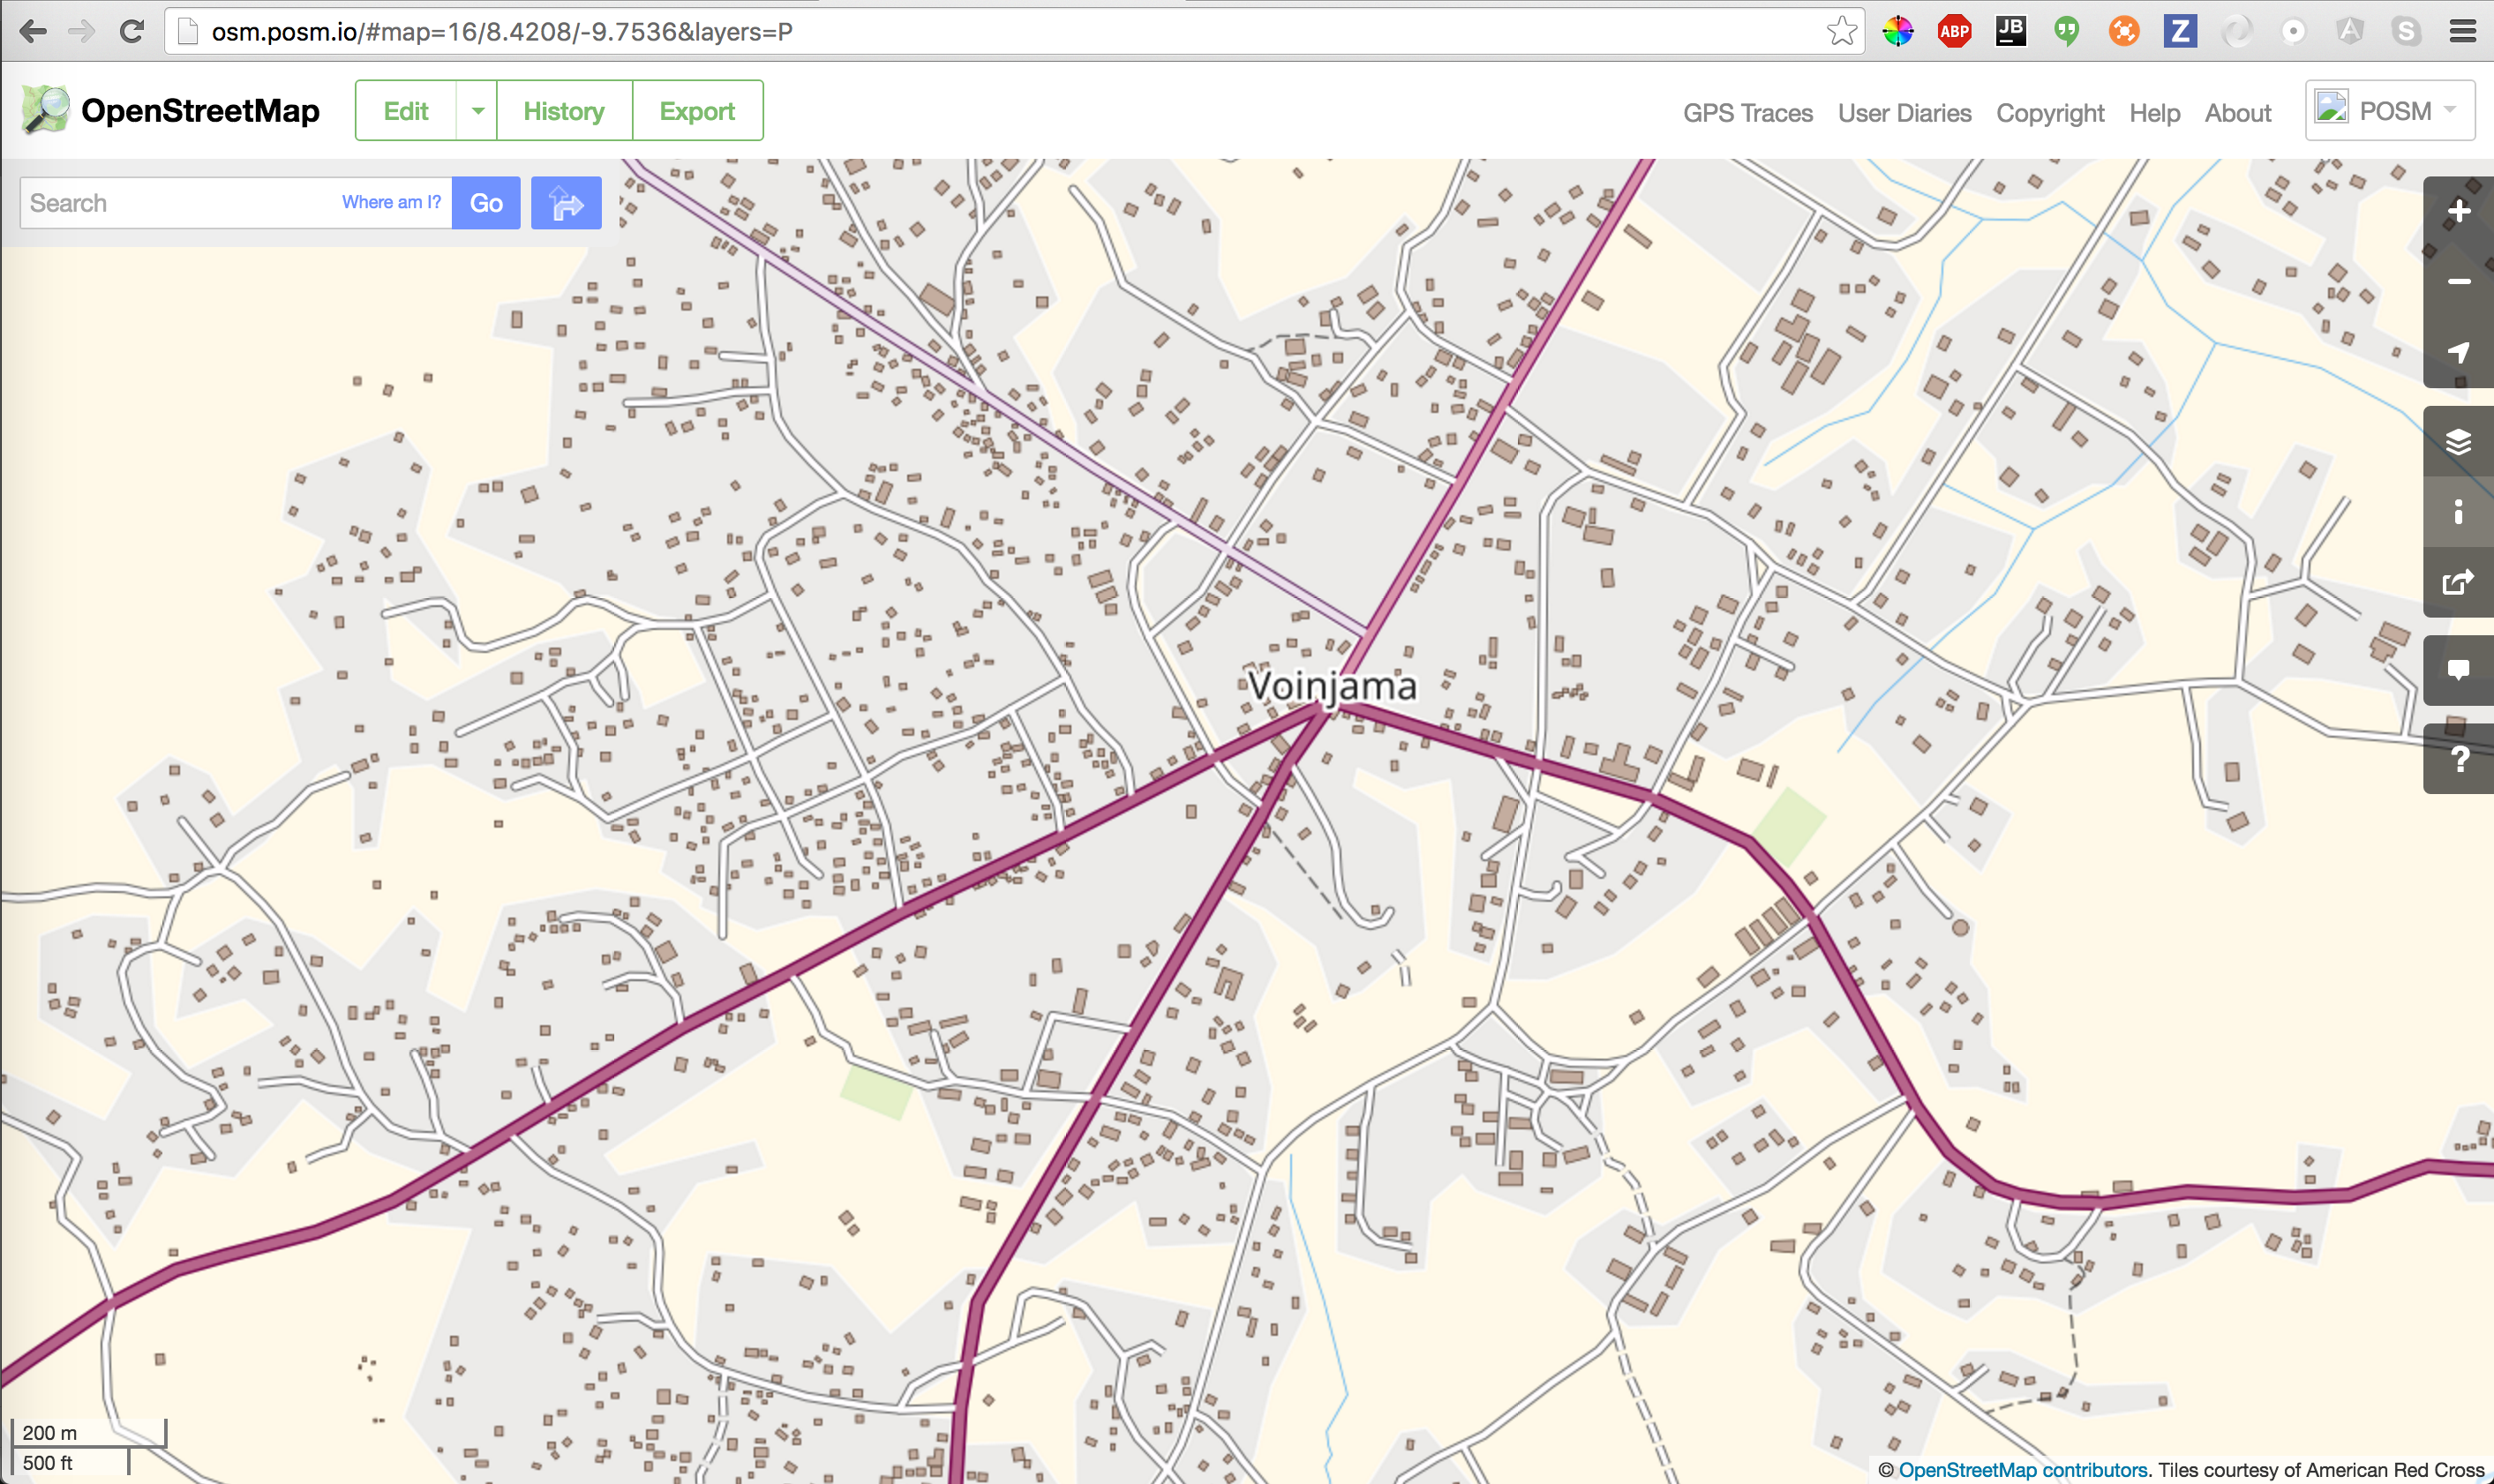 osm.posm.io/#map=16/8.4208/-9.7536&layers=P
ABP
JB
Z
A
S
OpenStreetMap
Edit
History
Export
GPS Traces
User Diaries
Copyright
Help
About
POSM
Search
Where am I?
Go
Voinjama
200 m
500 ft
© OpenStreetMap contributors. Tiles courtesy of American Red Cross